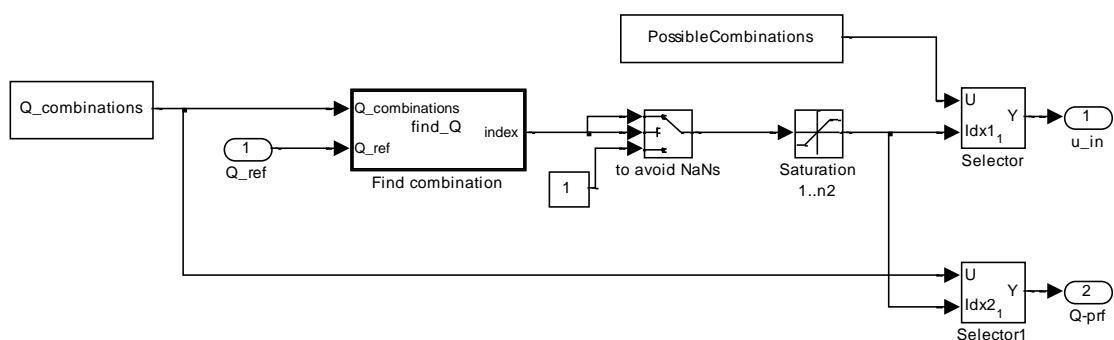 PossibleCombinations
Q_combinations
Q_combinations
find_Q
index
Q_ref
Find combination
1
Q_ref
1
to avoid NaNs
Saturation
1..n2
U
Y
Idx1 1
Selector
1
u_in
U
Y
Idx2 1
Selector1
2
Q-prf